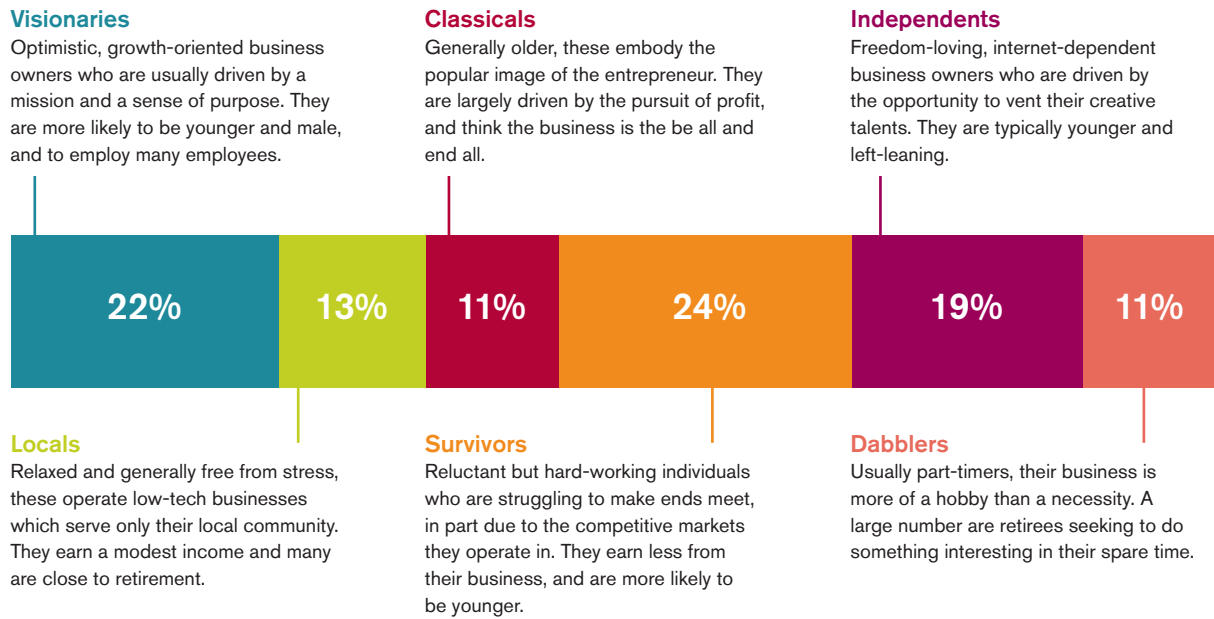 Visionaries
Optimistic, growth-oriented business
owners who are usually driven by a
mission and a sense of purpose. They
are more likely to be younger and male,
and to employ many employees.
Classicals
Generally older, these embody the
popular image of the entrepreneur. They
are largely driven by the pursuit of profit,
and think the business is the be all and
end all.
Independents
Freedom-loving, internet-dependent
business owners who are driven by
the opportunity to vent their creative
talents. They are typically younger and
left-leaning.
22%
13%
11%
24%
19%
11%
Locals
Relaxed and generally free from stress,
these operate low-tech businesses
which serve only their local community.
They earn a modest income and many
are close to retirement.
Survivors
Reluctant but hard-working individuals
who are struggling to make ends meet,
in part due to the competitive markets
they operate in. They earn less from
their business, and are more likely to
be younger.
Dabblers
Usually part-timers, their business is
more of a hobby than a necessity. A
large number are retirees seeking to do
something interesting in their spare time.